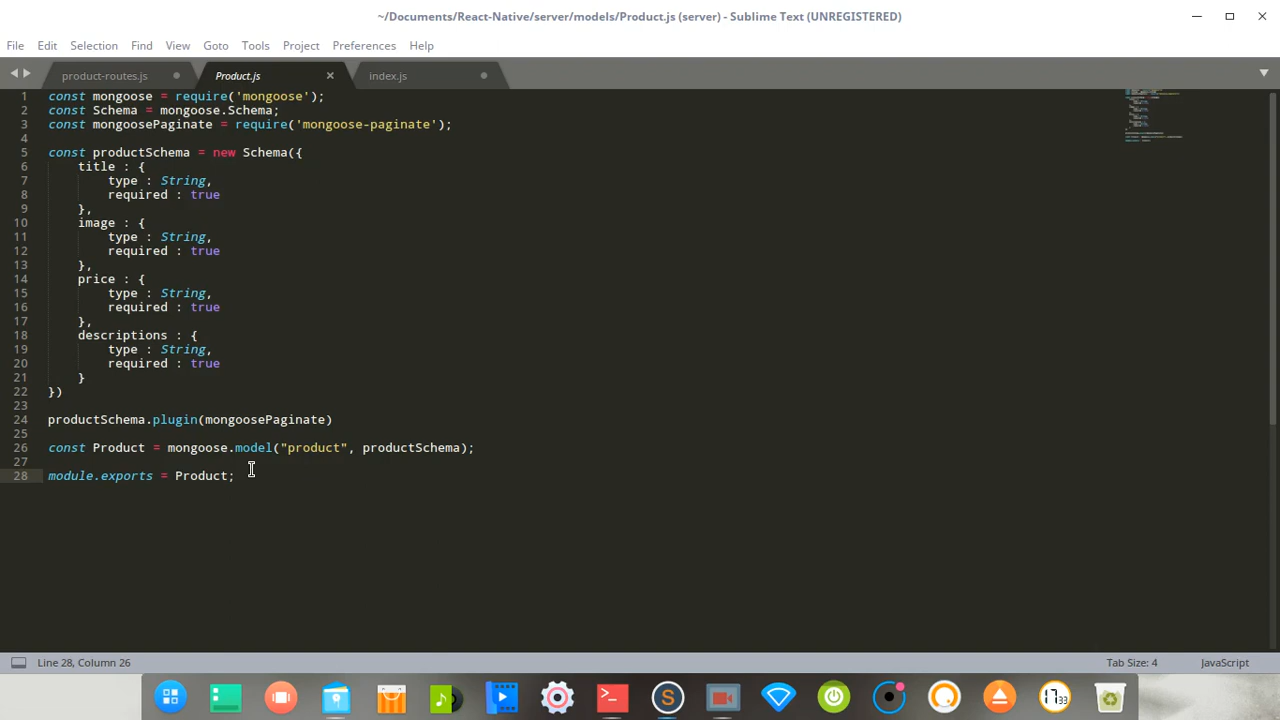 ~/Documents/React-Native/server/models/Product.js (server) - Sublime Text (UNREGISTERED)
File Edit Selection Find View Goto Tools Project Preferences Help
product-routes.js Product.js index.js
1 const mongoose = require('mongoose');
2 const Schema = mongoose.Schema;
3 const mongoosePaginate = require('mongoose-paginate');
4
5 const productSchema = new Schema({
6 title : {
7 type : String,
8 required : true
9 },
10 image : {
11 type : String,
12 required : true
13 },
14 price : {
15 type : String,
16 required : true
17 },
18 descriptions : {
19 type : String,
20 required : true
21 }
22 })
23
24 productSchema.plugin(mongoosePaginate)
25
26 const Product = mongoose.model("product", productSchema);
27
28 module.exports = Product;
Line 28, Column 26 Tab Size: 4 JavaScript
17 33